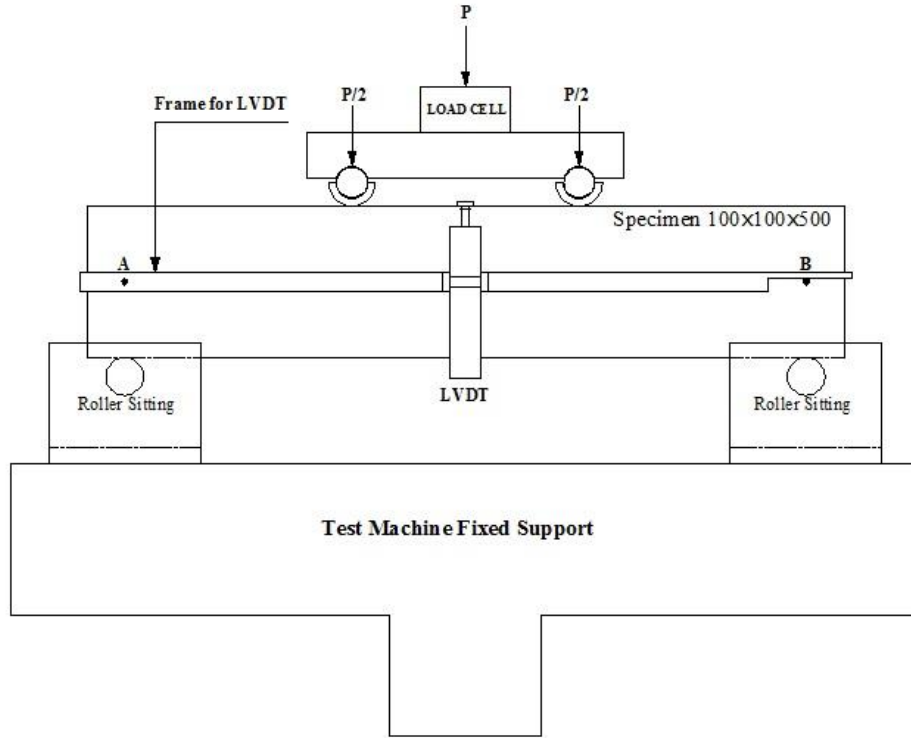 P
Frame for LVDT
P/2
LOAD CELL
P/2
Specimen 100x100x500
A
B
LVDT
Roller Sitting
Roller Sitting
Test Machine Fixed Support